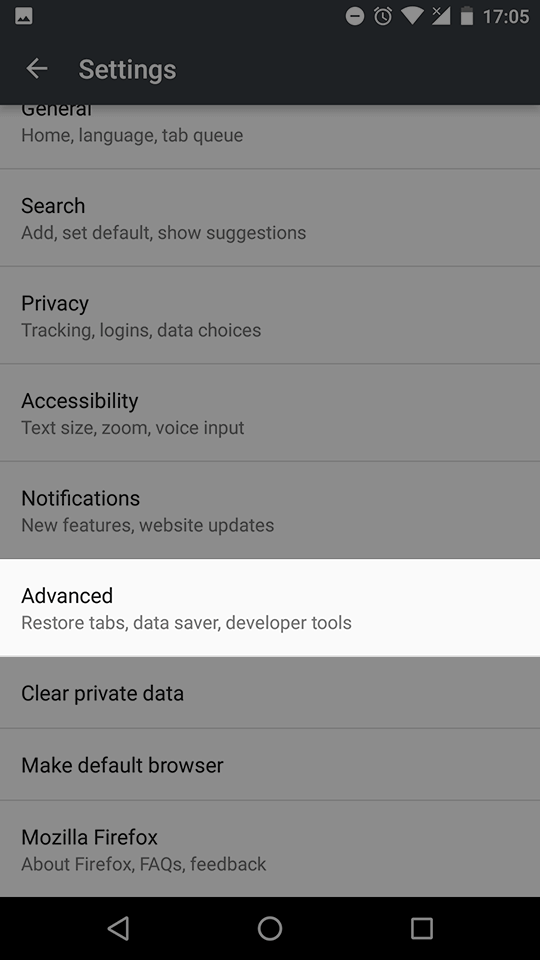 17:05
Settings
General
Home, language, tab queue
Search
Add, set default, show suggestions
Privacy
Tracking, logins, data choices
Accessibility
Text size, zoom, voice input
Notifications
New features, website updates
Advanced
Restore tabs, data saver, developer tools
Clear private data
Make default browser
Mozilla Firefox
About Firefox, FAQs, feedback